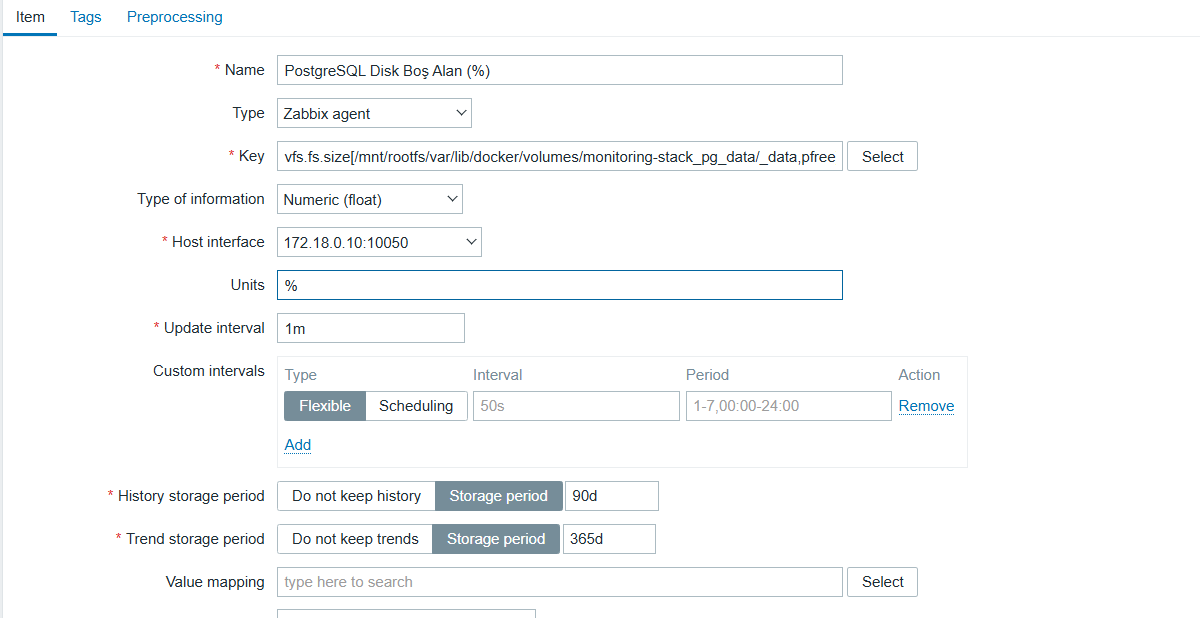 Item Tags Preprocessing
* Name PostgreSQL Disk Boş Alan (%)
Type Zabbix agent
* Key vfs.fs.size[/mnt/rootfs/var/lib/docker/volumes/monitoring-stack_pg_data/_data,pfree Select
Type of information Numeric (float)
* Host interface 172.18.0.10:10050
Units %
* Update interval 1m
Custom intervals Type Interval Period Action
Flexible Scheduling 50s 1-7,00:00-24:00 Remove
Add
* History storage period Do not keep history Storage period 90d
* Trend storage period Do not keep trends Storage period 365d
Value mapping type here to search Select